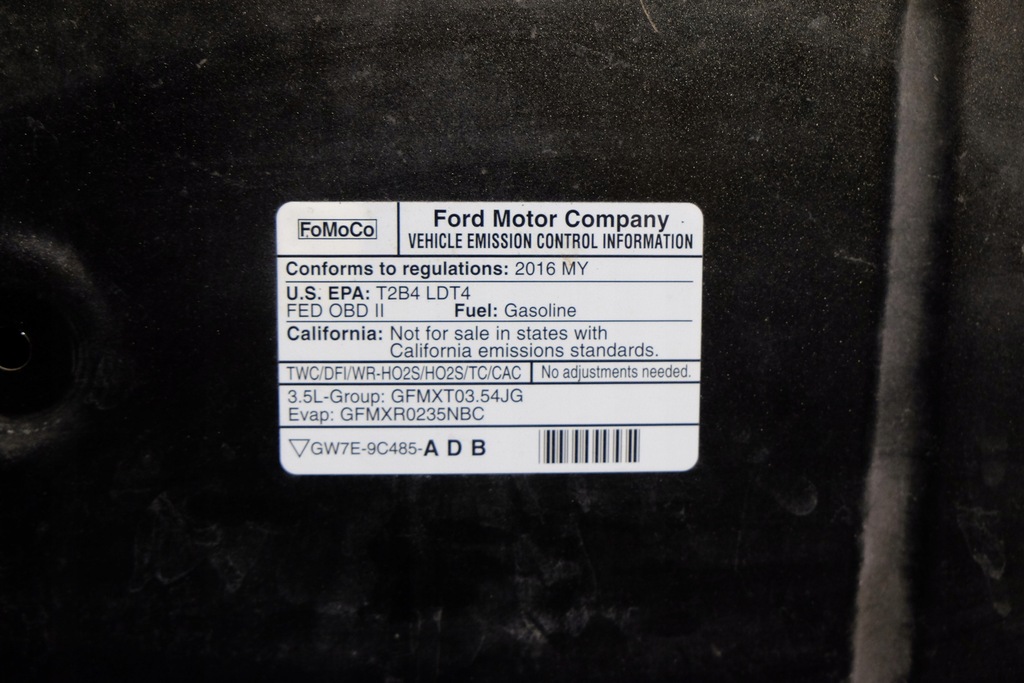 FoMoCo
Ford Motor Company
VEHICLE EMISSION CONTROL INFORMATION
Conforms to regulations: 2016 MY
U.S. EPA: T2B4 LDT4
FED OBD II Fuel: Gasoline
California: Not for sale in states with
California emissions standards.
TWC/DFI/WR-HO2S/HO2S/TC/CAC No adjustments needed.
3.5L-Group: GFMXT03.54JG
Evap: GFMXR0235NBC
GW7E-9C485-A D B